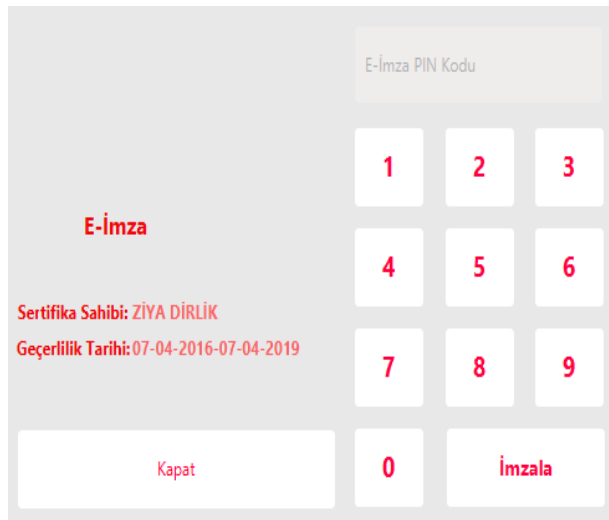 E-İmza PIN Kodu
1 2 3
E-İmza
4 5 6
Sertifika Sahibi: ZİYA DİRLİK
Geçerlilik Tarihi: 07-04-2016-07-04-2019
7 8 9
Kapat
0 İmzala